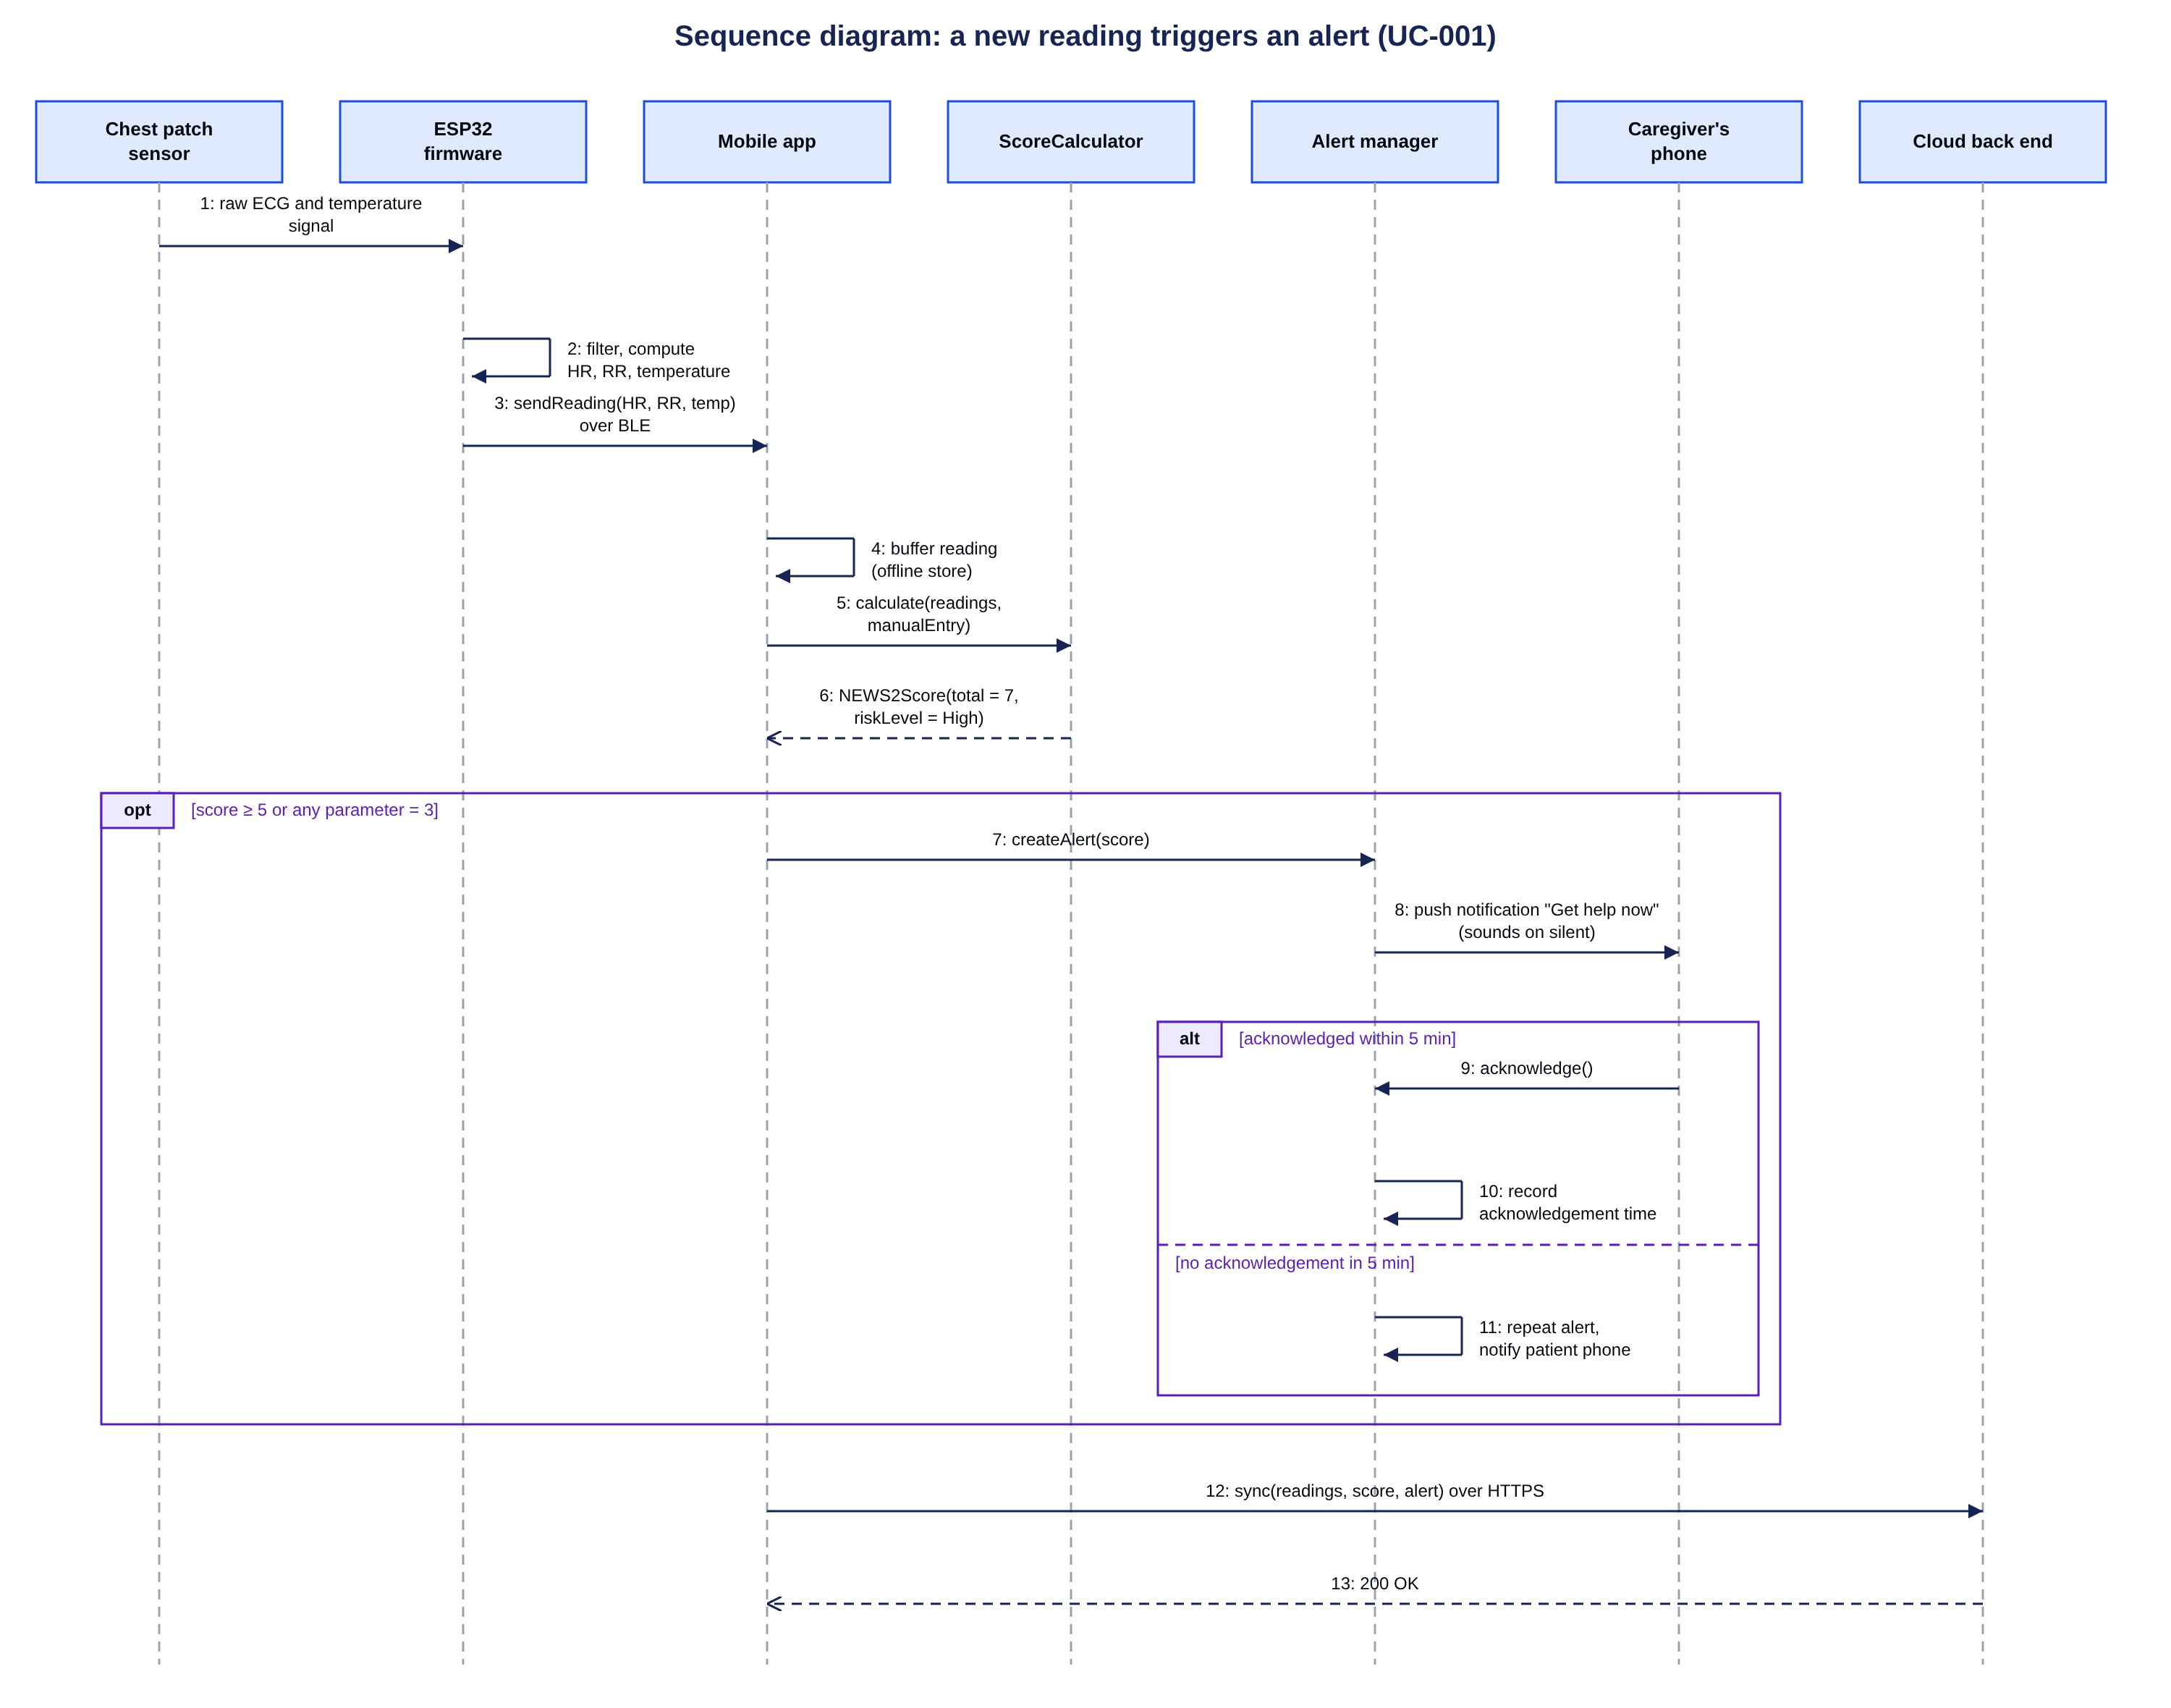 Sequence diagram: a new reading triggers an alert (UC-001)
Chest patch
sensor
ESP32
firmware
Mobile app
ScoreCalculator
Alert manager
Caregiver's
phone
Cloud back end
1: raw ECG and temperature
signal
2: filter, compute
HR, RR, temperature
3: sendReading(HR, RR, temp)
over BLE
4: buffer reading
(offline store)
5: calculate(readings,
manualEntry)
6: NEWS2Score(total = 7,
riskLevel = High)
opt
[score ≥ 5 or any parameter = 3]
7: createAlert(score)
8: push notification "Get help now"
(sounds on silent)
alt
[acknowledged within 5 min]
9: acknowledge()
10: record
acknowledgement time
[no acknowledgement in 5 min]
11: repeat alert,
notify patient phone
12: sync(readings, score, alert) over HTTPS
13: 200 OK